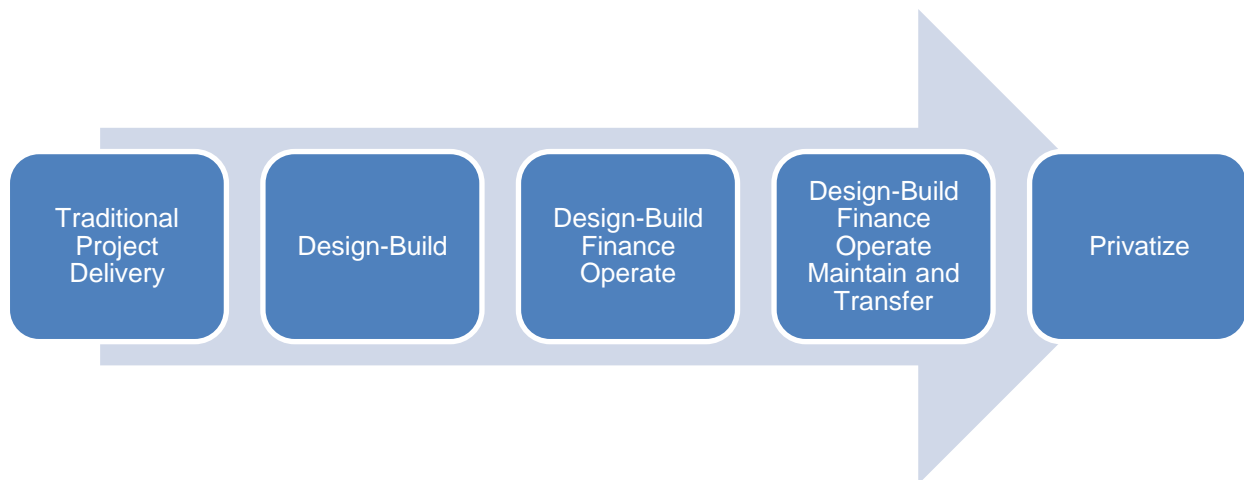 Traditional
Project
Delivery
Design-Build
Design-Build
Finance
Operate
Design-Build
Finance
Operate
Maintain and
Transfer
Privatize